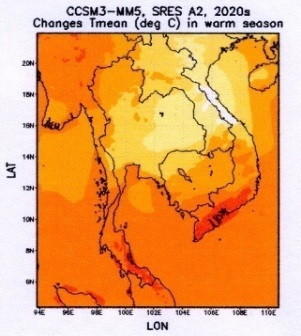 CCSM3-MM5, SRES A2, 2020s
Changes Tmean (deg C) in warm season
LAT
20N
18N
16N
14N
12N
10N
8N
6N
94E 96E 98E 100E 102E 104E 106E 108E 110E
LON